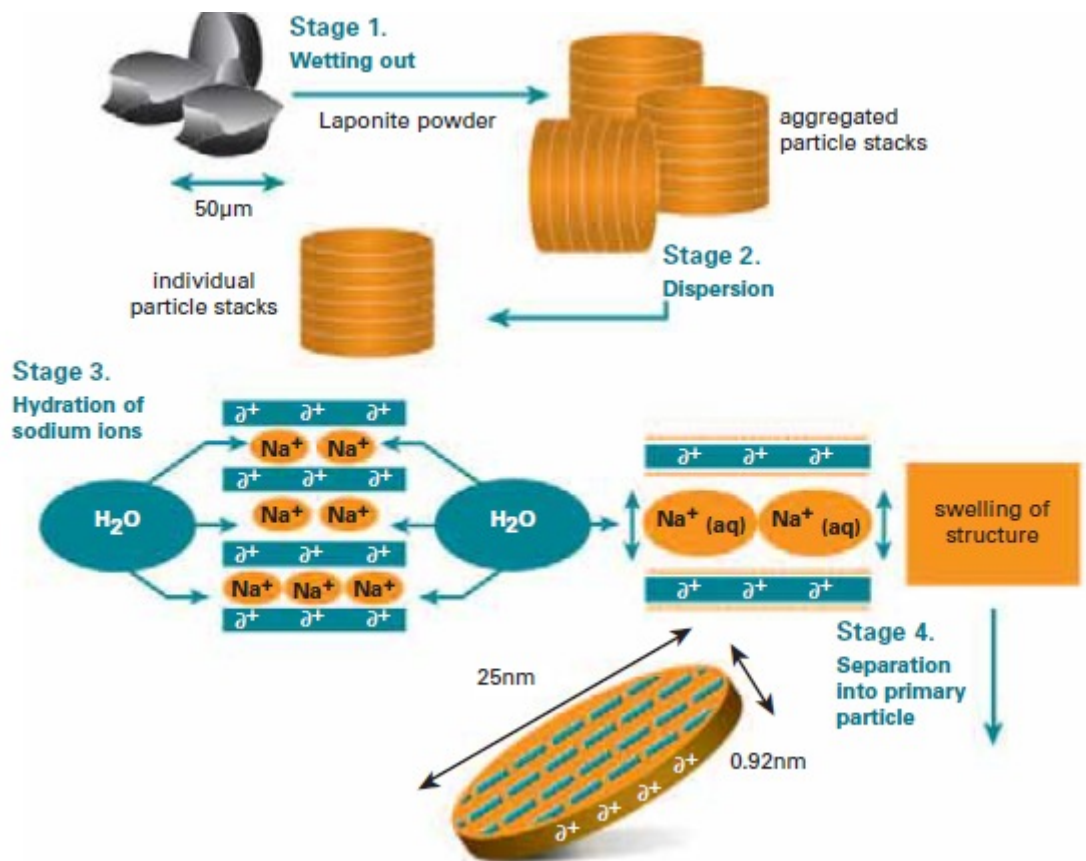 Stage 1.
Wetting out
Laponite powder
aggregated
particle stacks
50µm
Stage 2.
Dispersion
individual
particle stacks
Stage 3.
Hydration of
sodium ions
∂+ ∂+ ∂+
Na+ Na+
∂+ ∂+ ∂+
H2O
Na+ Na+
H2O
∂+ ∂+ ∂+
Na+ Na+ Na+
∂+ ∂+ ∂+
∂+ ∂+ ∂+
Na+ (aq) Na+ (aq)
∂+ ∂+ ∂+
swelling of
structure
Stage 4.
Separation
into primary
particle
25nm
0.92nm
∂+ ∂+ ∂+ ∂+